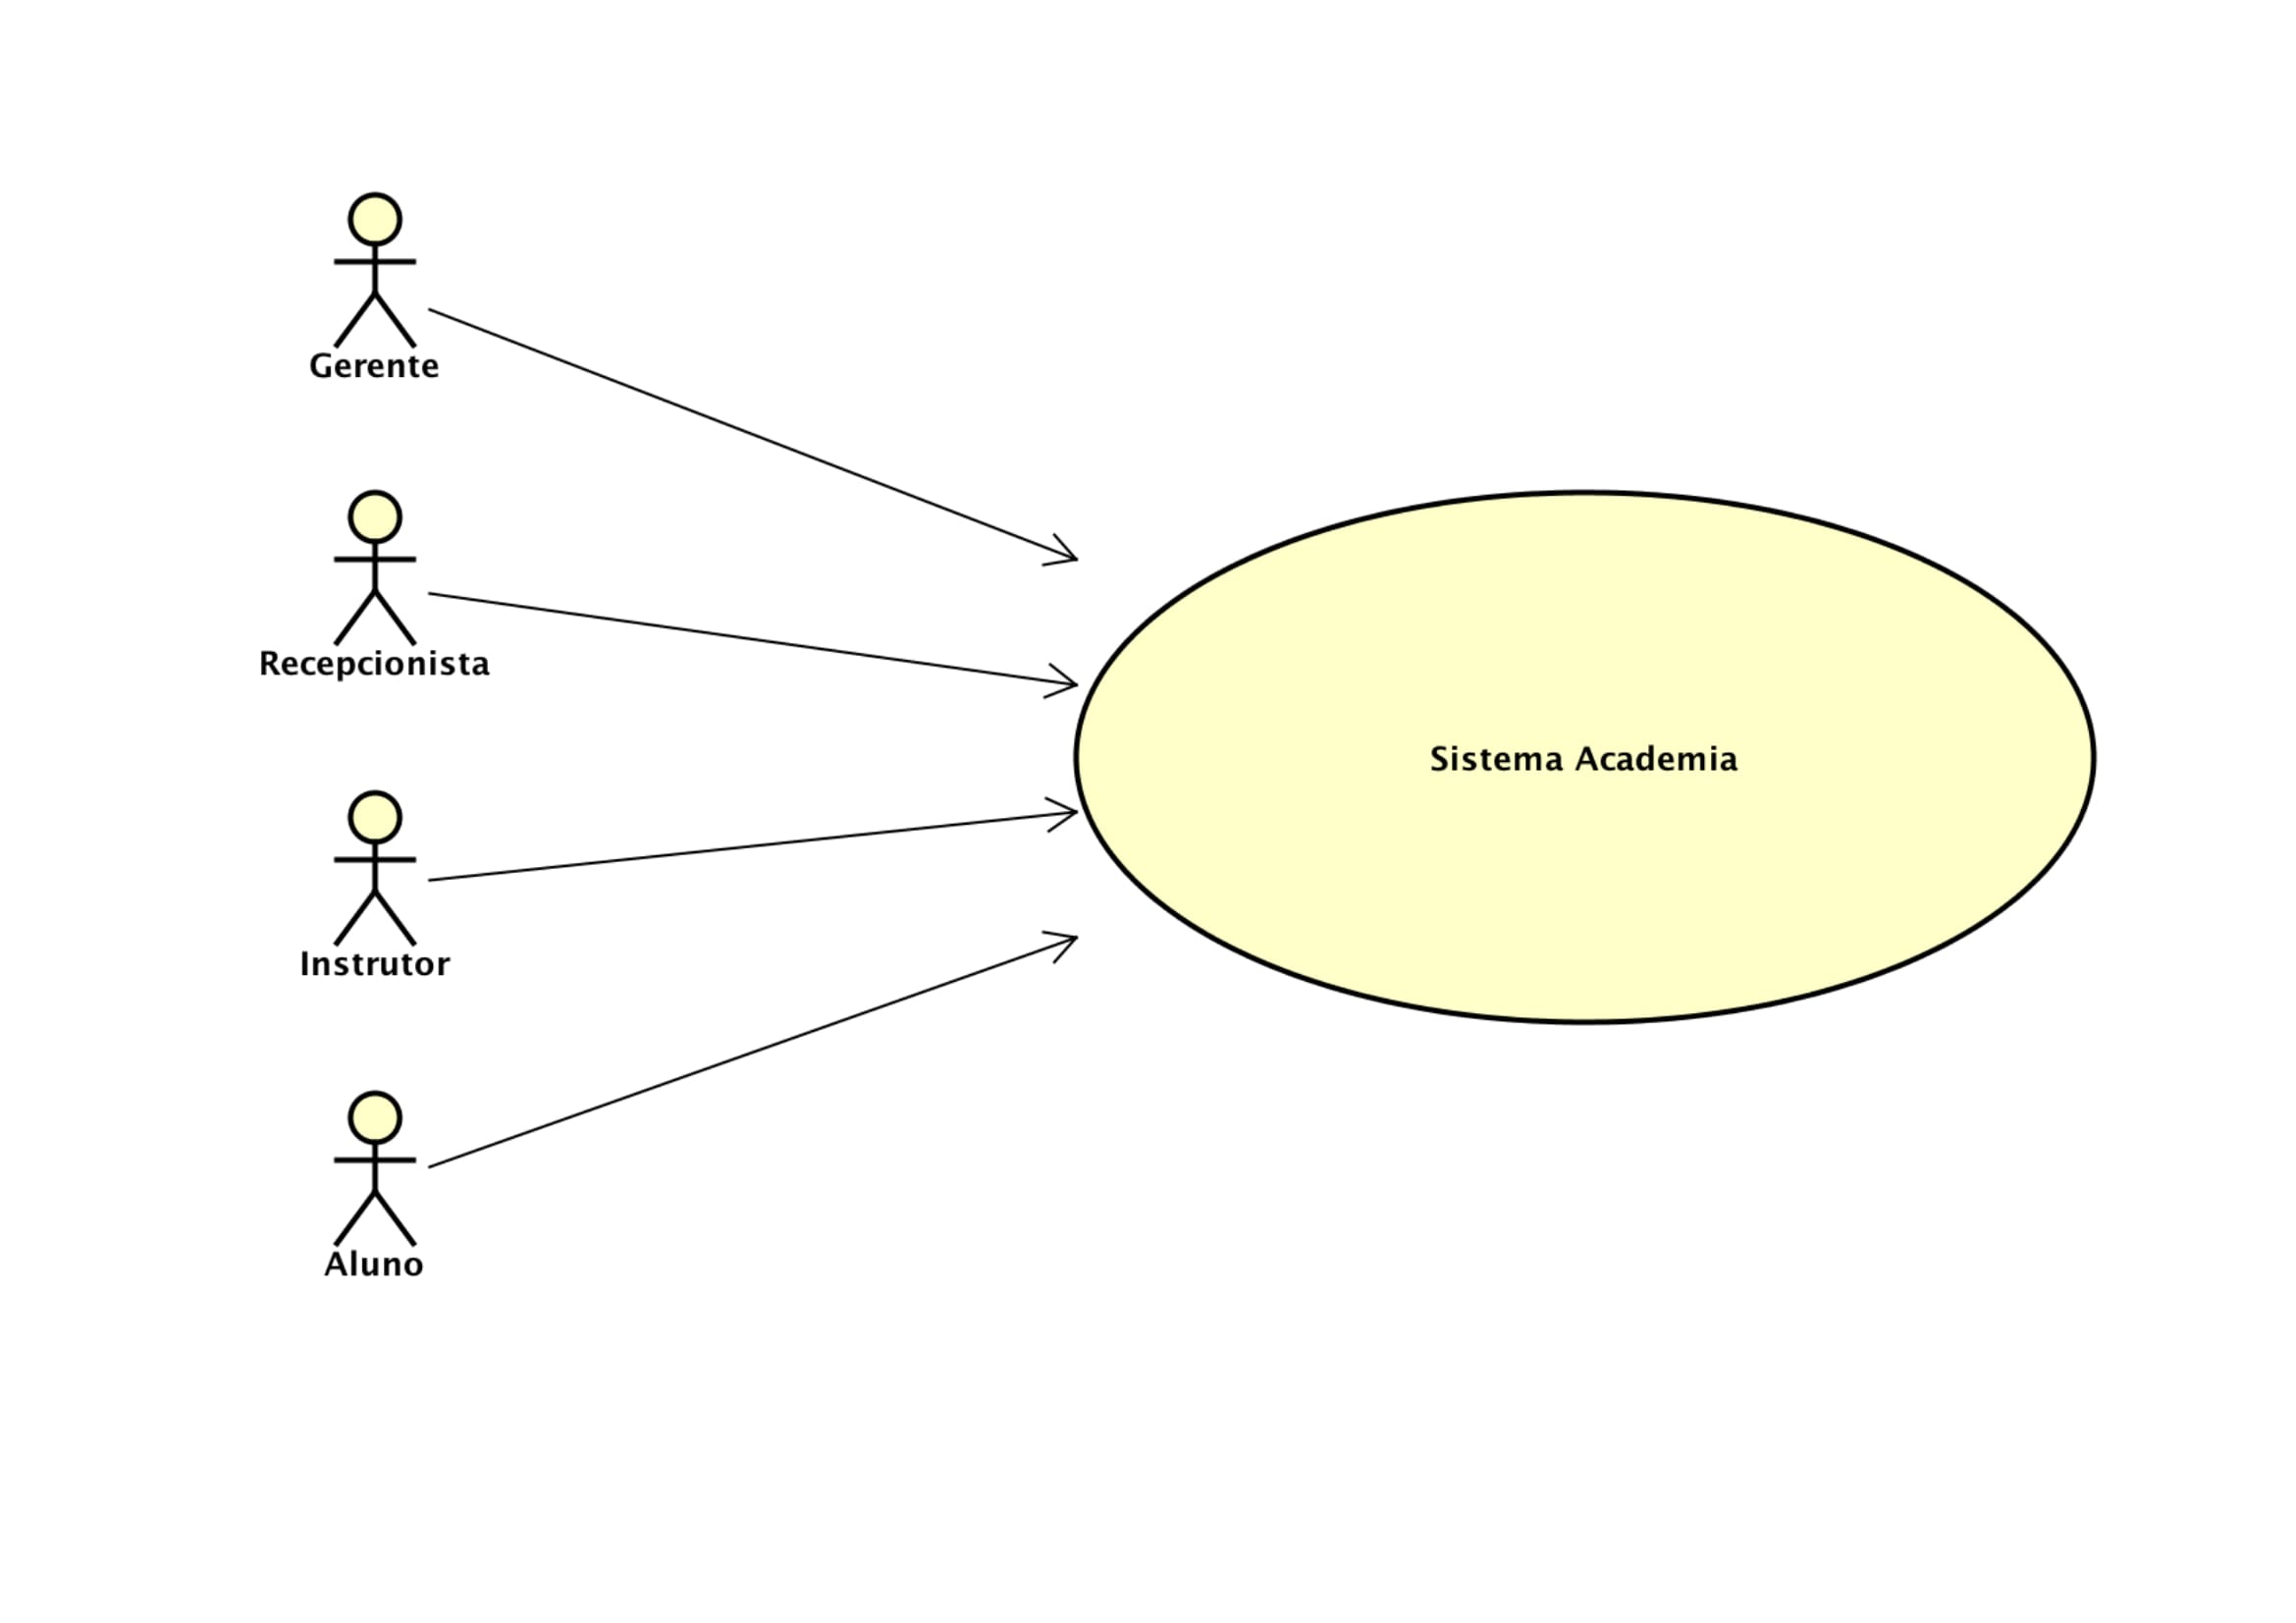 Gerente
Recepcionista
Sistema Academia
Instrutor
Aluno